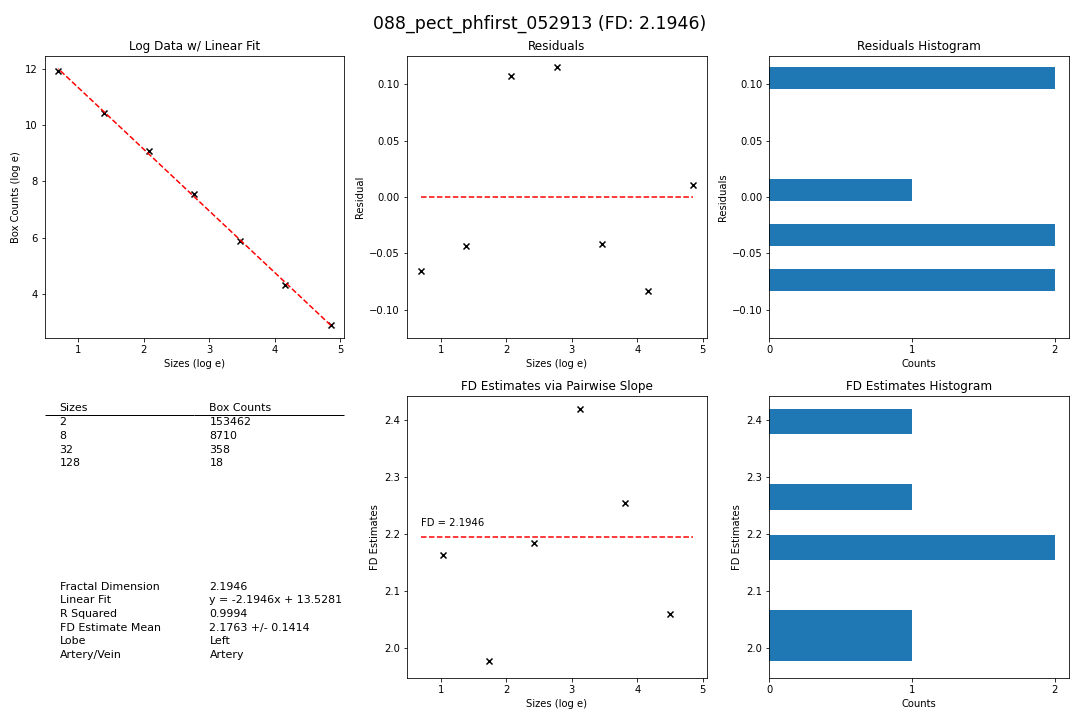 088_pect_phfirst_052913 (FD: 2.1946)
Log Data w/ Linear Fit
12
10
8
6
4
Box Counts (log e)
1 2 3 4 5
Sizes (log e)
Residuals
0.10
0.05
0.00
−0.05
−0.10
Residual
1 2 3 4 5
Sizes (log e)
Residuals Histogram
0.10
0.05
0.00
−0.05
−0.10
Residuals
0 1 2
Counts
Sizes Box Counts
2 153462
8 8710
32 358
128 18
Fractal Dimension 2.1946
Linear Fit y = -2.1946x + 13.5281
R Squared 0.9994
FD Estimate Mean 2.1763 +/- 0.1414
Lobe Left
Artery/Vein Artery
FD Estimates via Pairwise Slope
2.4
2.3
2.2
2.1
2.0
FD Estimates
FD = 2.1946
1 2 3 4 5
Sizes (log e)
FD Estimates Histogram
2.4
2.3
2.2
2.1
2.0
FD Estimates
0 1 2
Counts